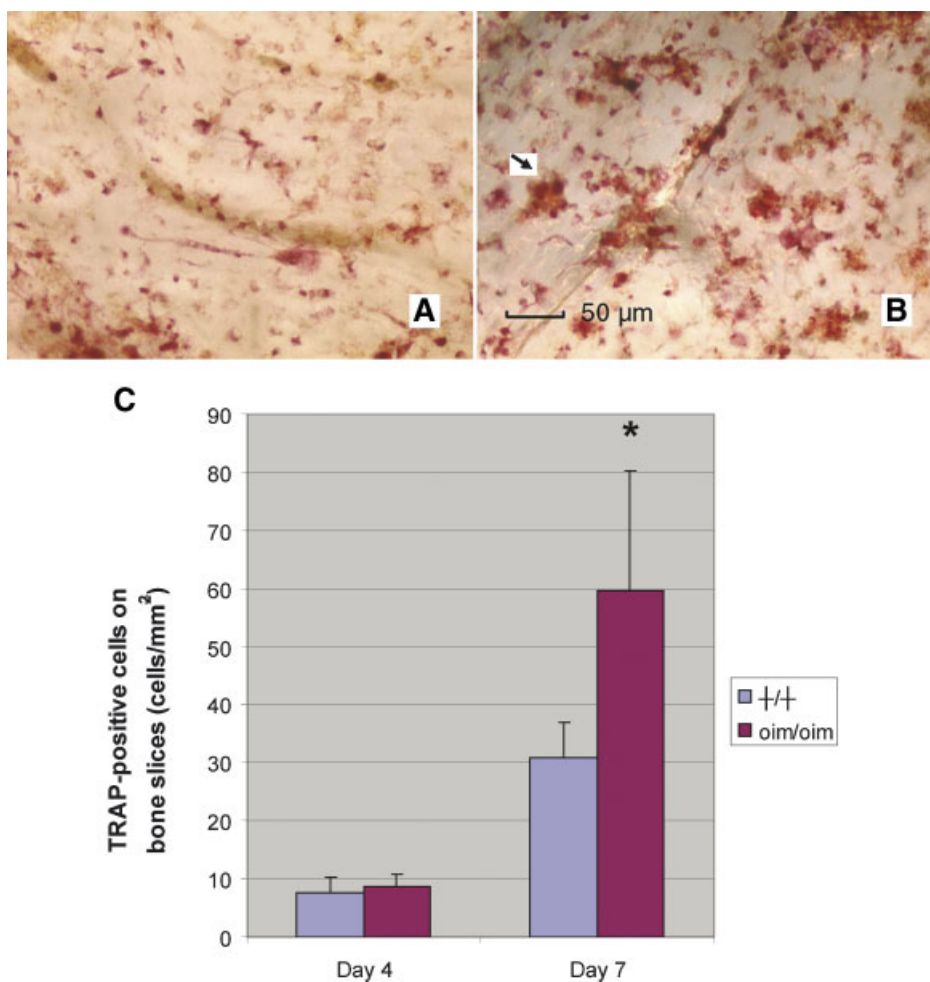 A
50 µm
B
C
90
80
70
60
50
40
30
20
10
0
*
TRAP-positive cells on
bone slices (cells/mm²)
Day 4
Day 7
+/+
oim/oim